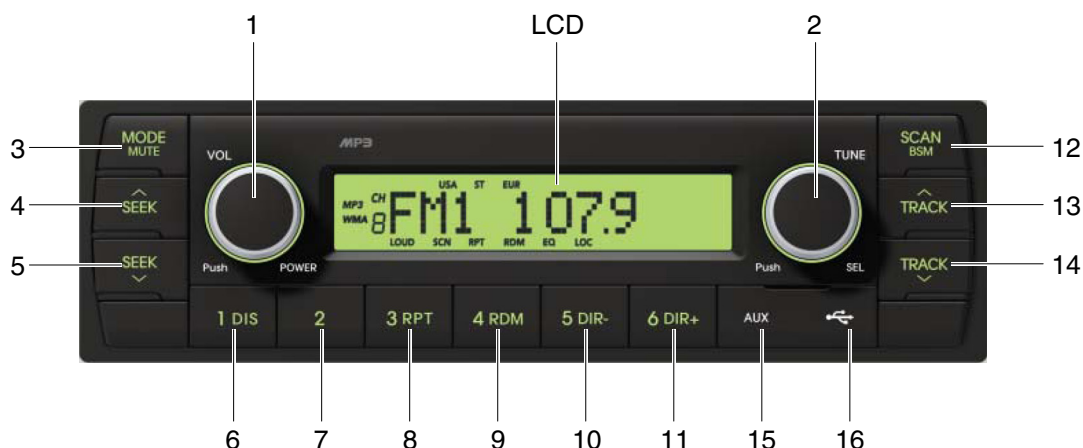 1 LCD 2
3 MODE MUTE VOL MP3 TUNE SCAN BSM 12
4 SEEK USA ST EUR TRACK 13
MP3 WMA CH 8 FM1 107.9
LOUD SCN RPT RDM EQ LOC
5 SEEK Push POWER Push SEL TRACK 14
1 DIS 2 3 RPT 4 RDM 5 DIR- 6 DIR+ AUX
6 7 8 9 10 11 15 16